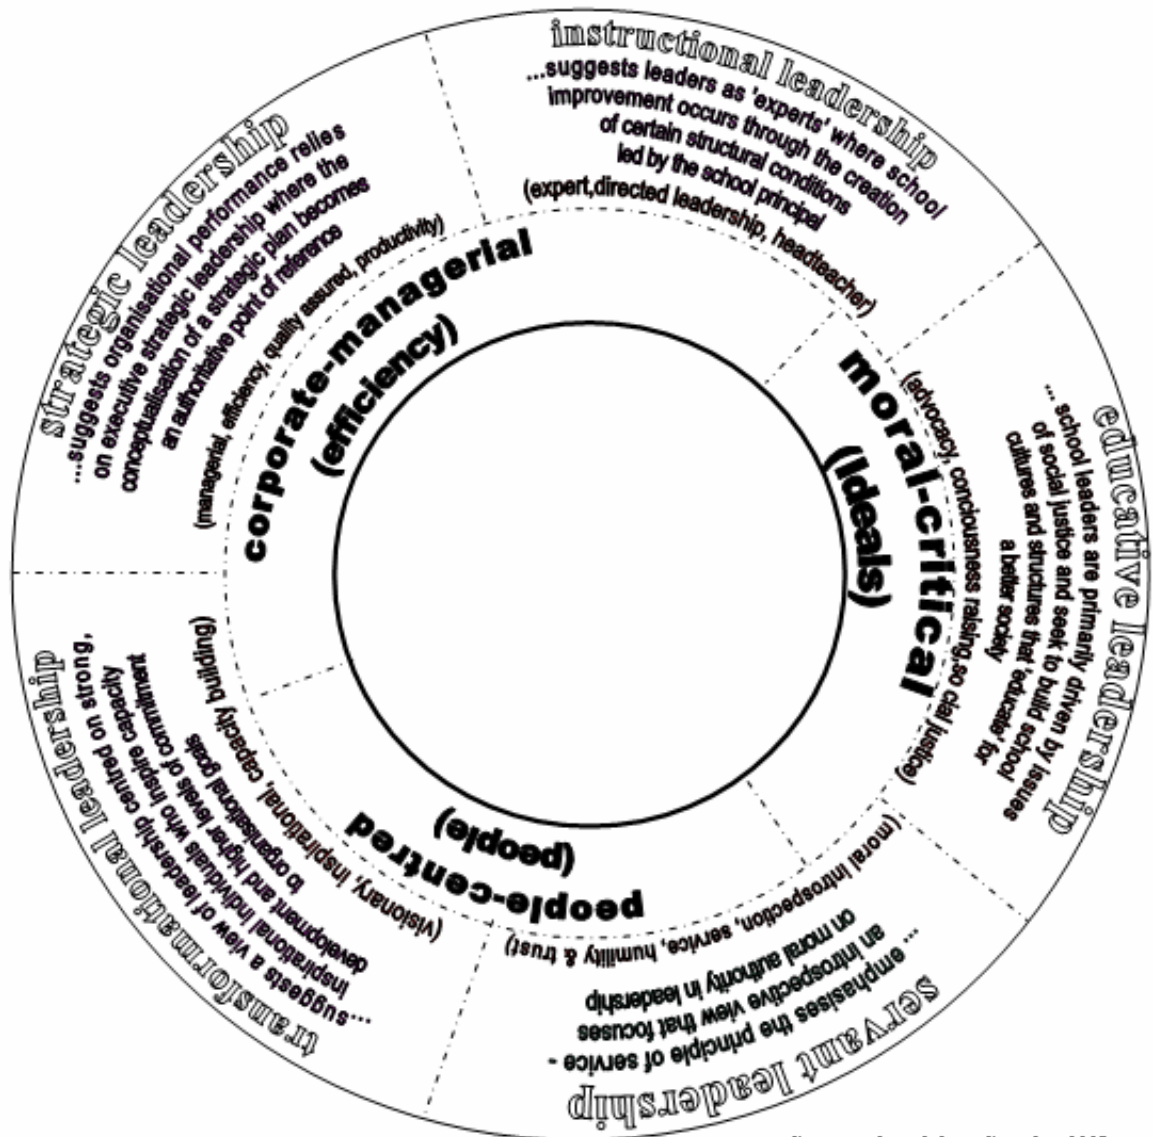 instructional leadership
...suggests leaders as 'experts' where school
improvement occurs through the creation
of certain structural conditions
led by the school principal
(expert,directed leadership, headteacher)
educative leadership
... school leaders are primarily driven by issues
of social justice and seek to build school
cultures and structures that 'educate' for
a better society
(advocacy, conciousness raising,so cial justice)
servant leadership
...
emphasises the principle of service -
an introspective view that focuses
on moral authority in leadership
(moral introspection, service, humility & trust)
transformational leadership
...suggests a view of leadership centred on strong,
inspirational individuals who inspire capacity
development and higher levels of commitment
to organisational goals
(visionary, inspirational, capacity building)
strategic leadership
...suggests organisational performance relies
on executive strategic leadership where the
conceptualisation of a strategic plan becomes
an authoritative point of reference
(managerial, efficiency, quality assured, productivity)
corporate-managerial
(efficiency)
moral-critical
(ideals)
people-centred
(people)